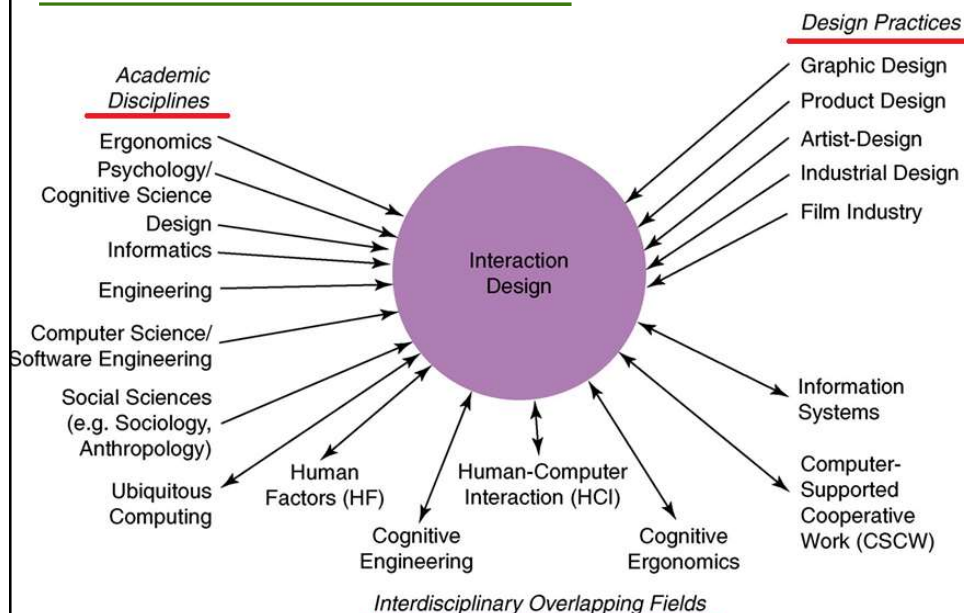 Design Practices
Graphic Design
Product Design
Artist-Design
Industrial Design
Film Industry
Academic
Disciplines
Ergonomics
Psychology/
Cognitive Science
Design
Informatics
Engineering
Computer Science/
Software Engineering
Social Sciences
(e.g. Sociology,
Anthropology)
Interaction
Design
Ubiquitous
Computing
Human
Factors (HF)
Cognitive
Engineering
Human-Computer
Interaction (HCI)
Cognitive
Ergonomics
Information
Systems
Computer-
Supported
Cooperative
Work (CSCW)
Interdisciplinary Overlapping Fields